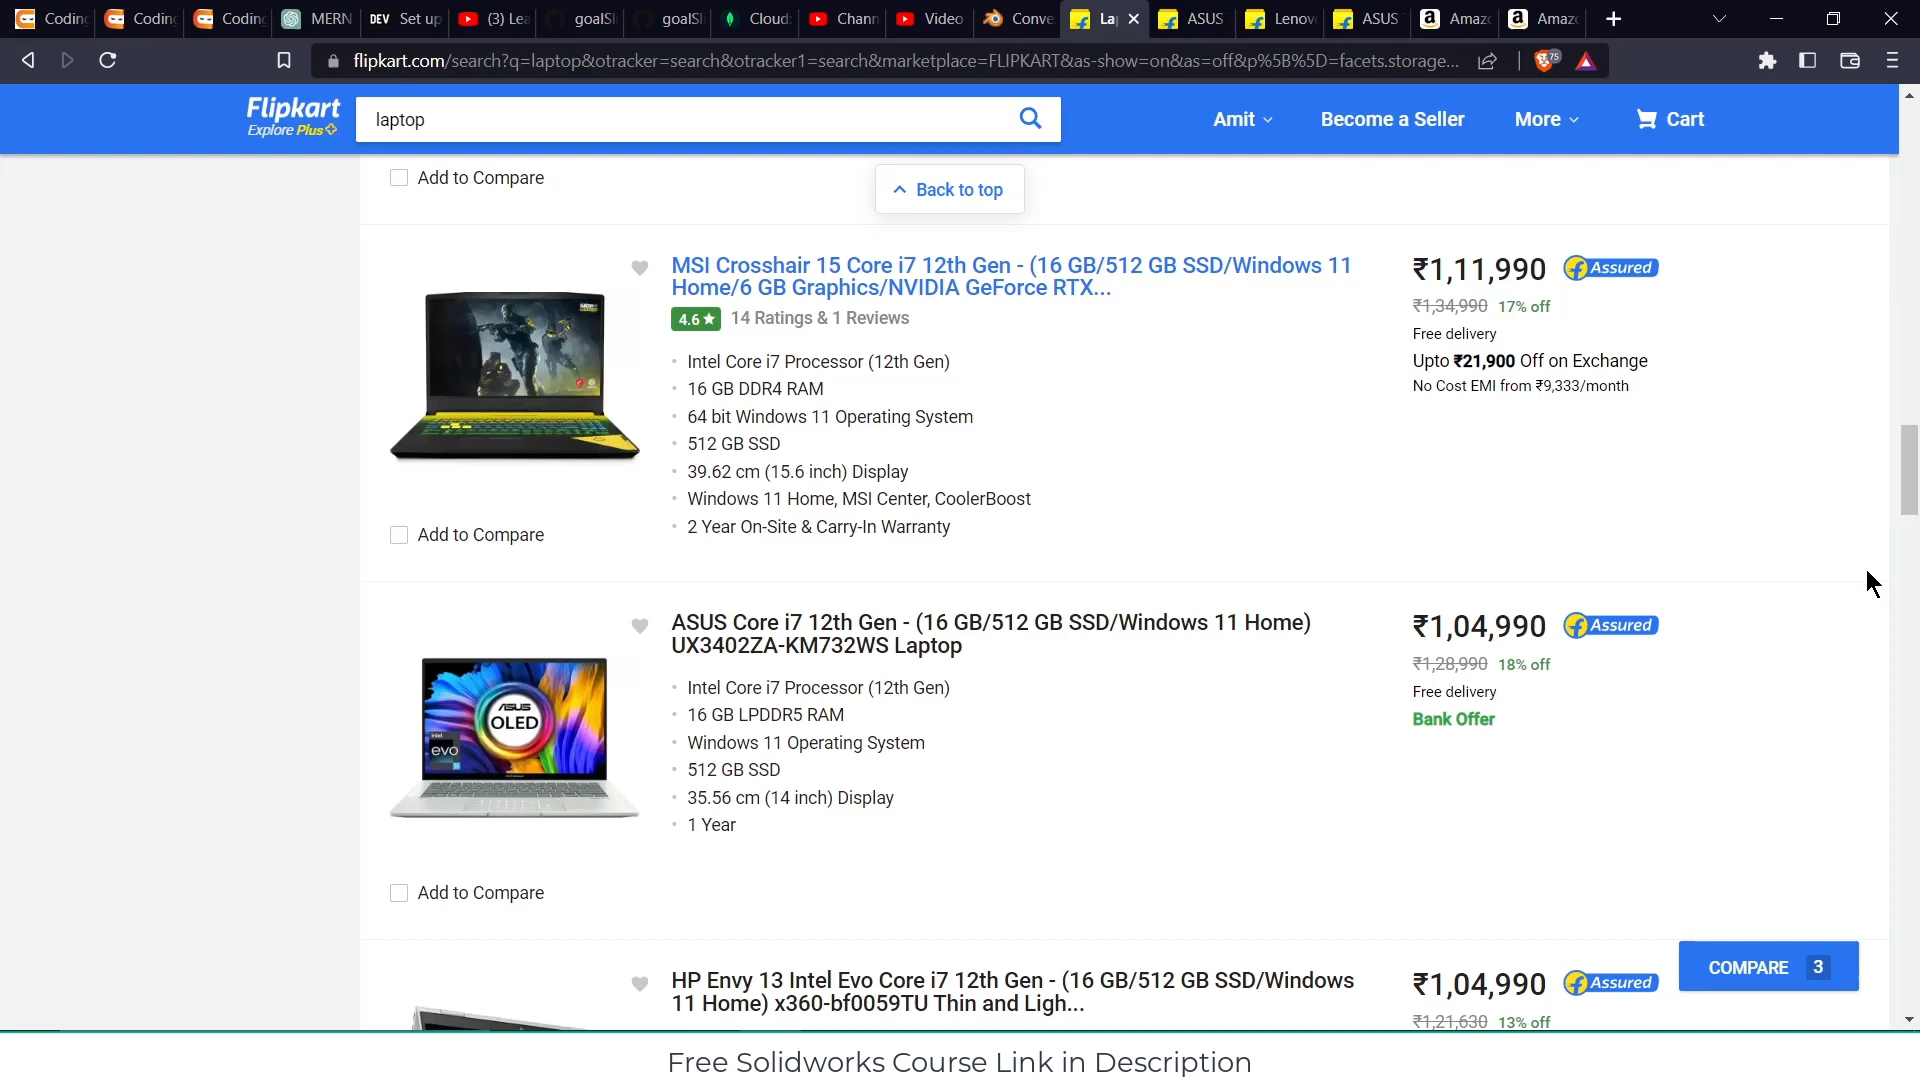 Coding
Coding
Coding
MERN
DEV Set up
(3) Lea
goalSl
goalSl
Cloud:
Chann
Video
Conve
La
ASUS
Lenov
ASUS
Amazo
Amazo
flipkart.com/search?q=laptop&otracker=search&otracker1=search&marketplace=FLIPKART&as-show=on&as=off&p%5B%5D=facets.storage...
75
Flipkart
Explore Plus
laptop
Amit
Become a Seller
More
Cart
Add to Compare
Back to top
MSI Crosshair 15 Core i7 12th Gen - (16 GB/512 GB SSD/Windows 11
Home/6 GB Graphics/NVIDIA GeForce RTX...
4.6★ 14 Ratings & 1 Reviews
Intel Core i7 Processor (12th Gen)
16 GB DDR4 RAM
64 bit Windows 11 Operating System
512 GB SSD
39.62 cm (15.6 inch) Display
Windows 11 Home, MSI Center, CoolerBoost
2 Year On-Site & Carry-In Warranty
₹1,11,990 Assured
₹1,34,990 17% off
Free delivery
Upto ₹21,900 Off on Exchange
No Cost EMI from ₹9,333/month
Add to Compare
ASUS Core i7 12th Gen - (16 GB/512 GB SSD/Windows 11 Home)
UX3402ZA-KM732WS Laptop
Intel Core i7 Processor (12th Gen)
16 GB LPDDR5 RAM
Windows 11 Operating System
512 GB SSD
35.56 cm (14 inch) Display
1 Year
₹1,04,990 Assured
₹1,28,990 18% off
Free delivery
Bank Offer
ASUS
OLED
intel
evo
Add to Compare
HP Envy 13 Intel Evo Core i7 12th Gen - (16 GB/512 GB SSD/Windows
11 Home) x360-bf0059TU Thin and Ligh...
₹1,04,990 Assured
₹1,21,630 13% off
COMPARE 3
Free Solidworks Course Link in Description